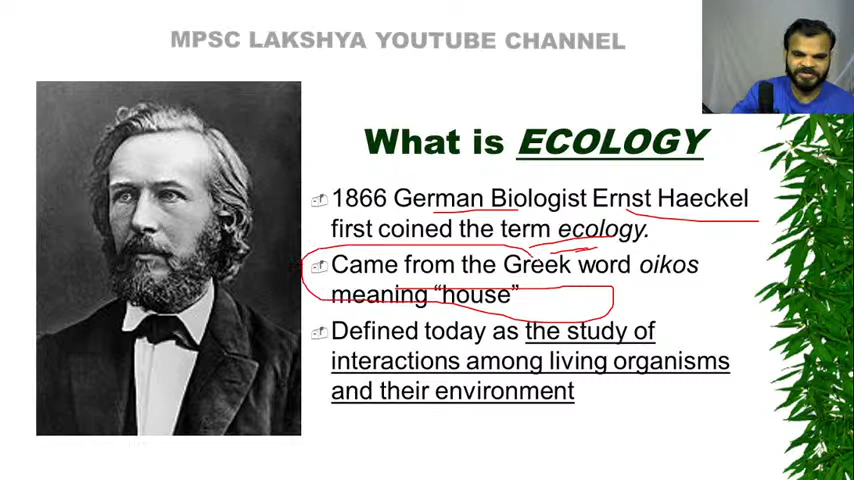 MPSC LAKSHYA YOUTUBE CHANNEL
What is ECOLOGY
1866 German Biologist Ernst Haeckel
first coined the term ecology.
Came from the Greek word oikos
meaning “house”
Defined today as the study of
interactions among living organisms
and their environment